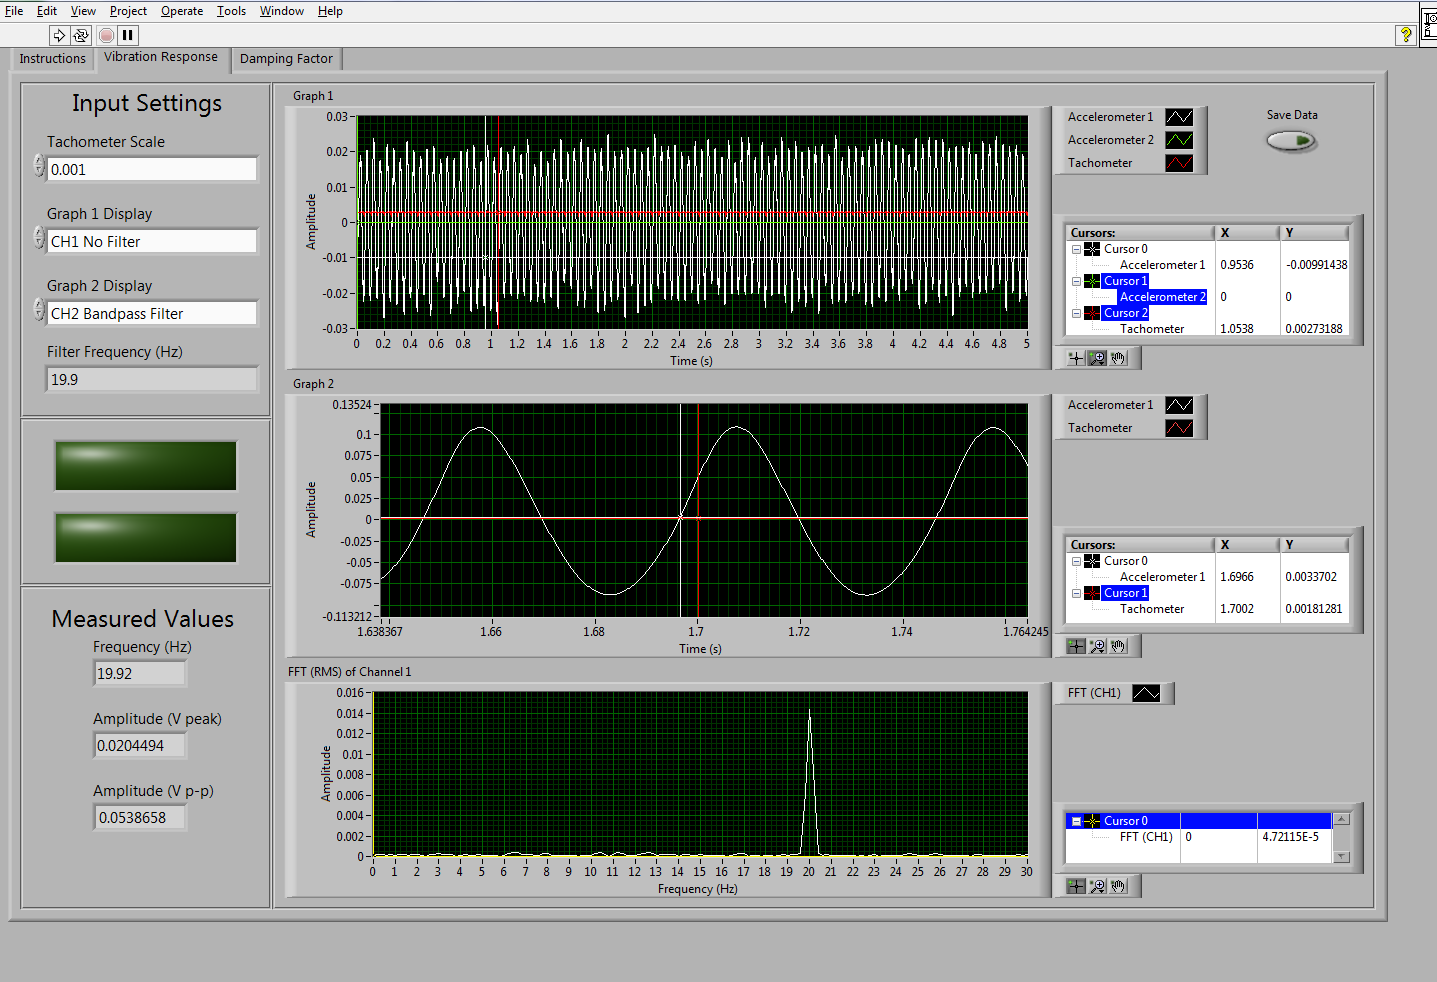 File Edit View Project Operate Tools Window Help
Instructions Vibration Response Damping Factor
Input Settings
Tachometer Scale
0.001
Graph 1 Display
CH1 No Filter
Graph 2 Display
CH2 Bandpass Filter
Filter Frequency (Hz)
19.9
Measured Values
Frequency (Hz)
19.92
Amplitude (V peak)
0.0204494
Amplitude (V p-p)
0.0538658
Graph 1
0.03
0.02
0.01
0
-0.01
-0.02
-0.03
Amplitude
0 0.2 0.4 0.6 0.8 1 1.2 1.4 1.6 1.8 2 2.2 2.4 2.6 2.8 3 3.2 3.4 3.6 3.8 4 4.2 4.4 4.6 4.8 5
Time (s)
Accelerometer 1
Accelerometer 2
Tachometer
Save Data
Cursors: X Y
Cursor 0
Accelerometer 1 0.9536 -0.00991438
Cursor 1
Accelerometer 2 0 0
Cursor 2
Tachometer 1.0538 0.00273188
Graph 2
0.13524
0.1
0.075
0.05
0.025
0
-0.025
-0.05
-0.075
-0.113212
Amplitude
1.638367 1.66 1.68 1.7 1.72 1.74 1.764245
Time (s)
Accelerometer 1
Tachometer
Cursors: X Y
Cursor 0
Accelerometer 1 1.6966 0.0033702
Cursor 1
Tachometer 1.7002 0.00181281
FFT (RMS) of Channel 1
0.016
0.014
0.012
0.01
0.008
0.006
0.004
0.002
0
Amplitude
0 1 2 3 4 5 6 7 8 9 10 11 12 13 14 15 16 17 18 19 20 21 22 23 24 25 26 27 28 29 30
Frequency (Hz)
FFT (CH1)
Cursor 0
FFT (CH1) 0 4.72115E-5